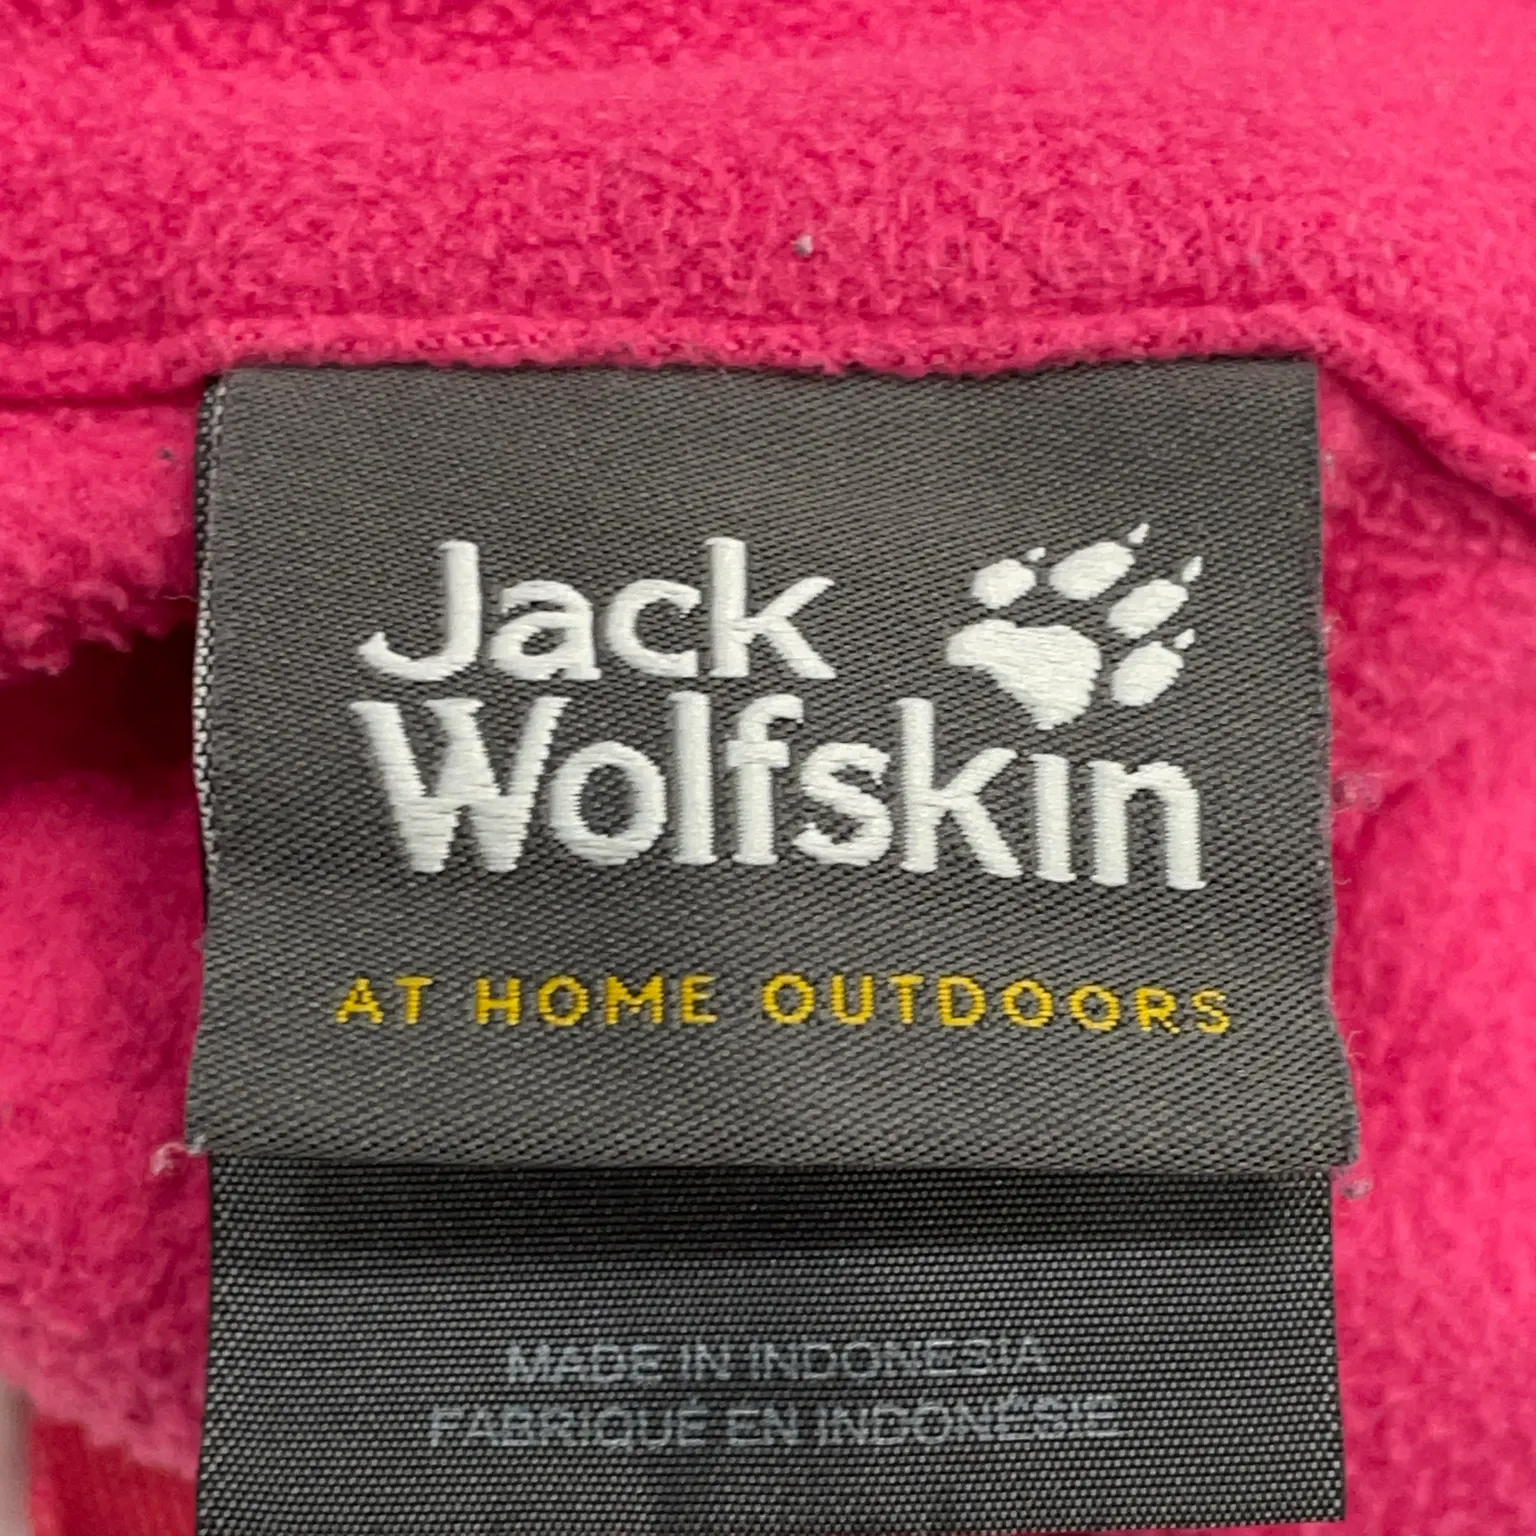 Jack
Wolfskin
AT HOME OUTDOORS
MADE IN INDONESIA
FABRIQUÉ EN INDONÉSIE